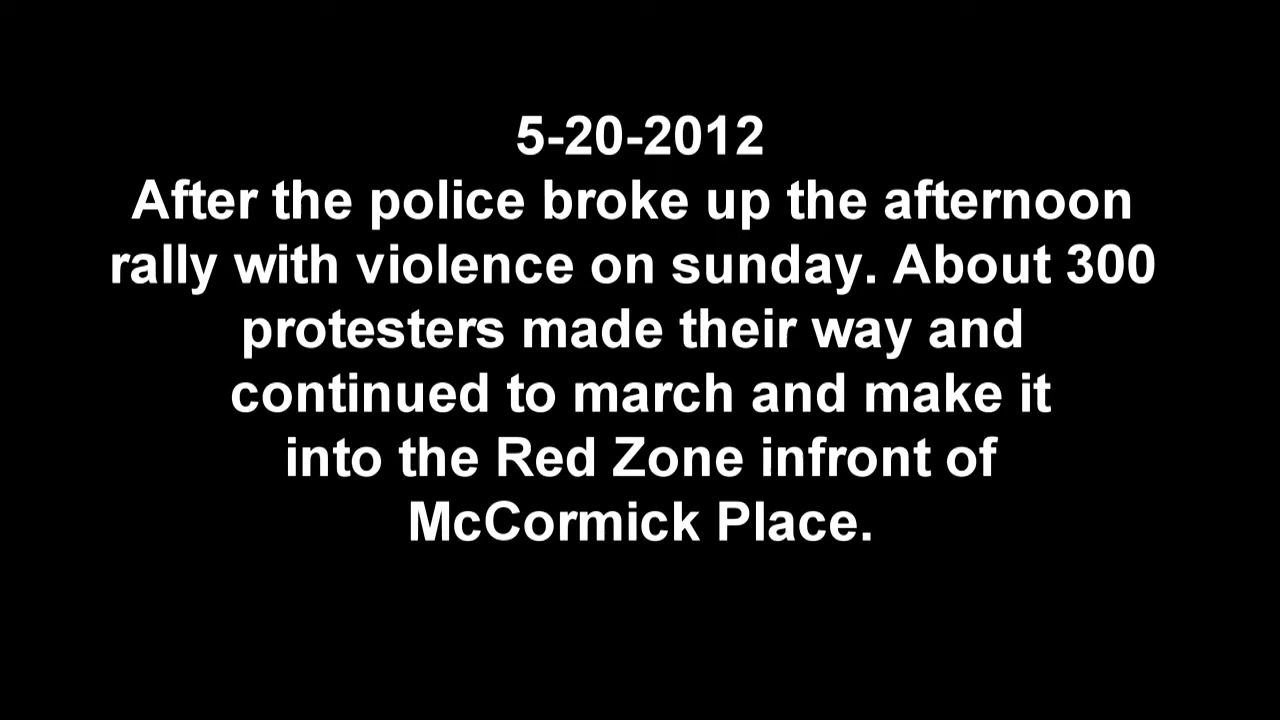 5-20-2012
After the police broke up the afternoon
rally with violence on sunday. About 300
protesters made their way and
continued to march and make it
into the Red Zone infront of
McCormick Place.